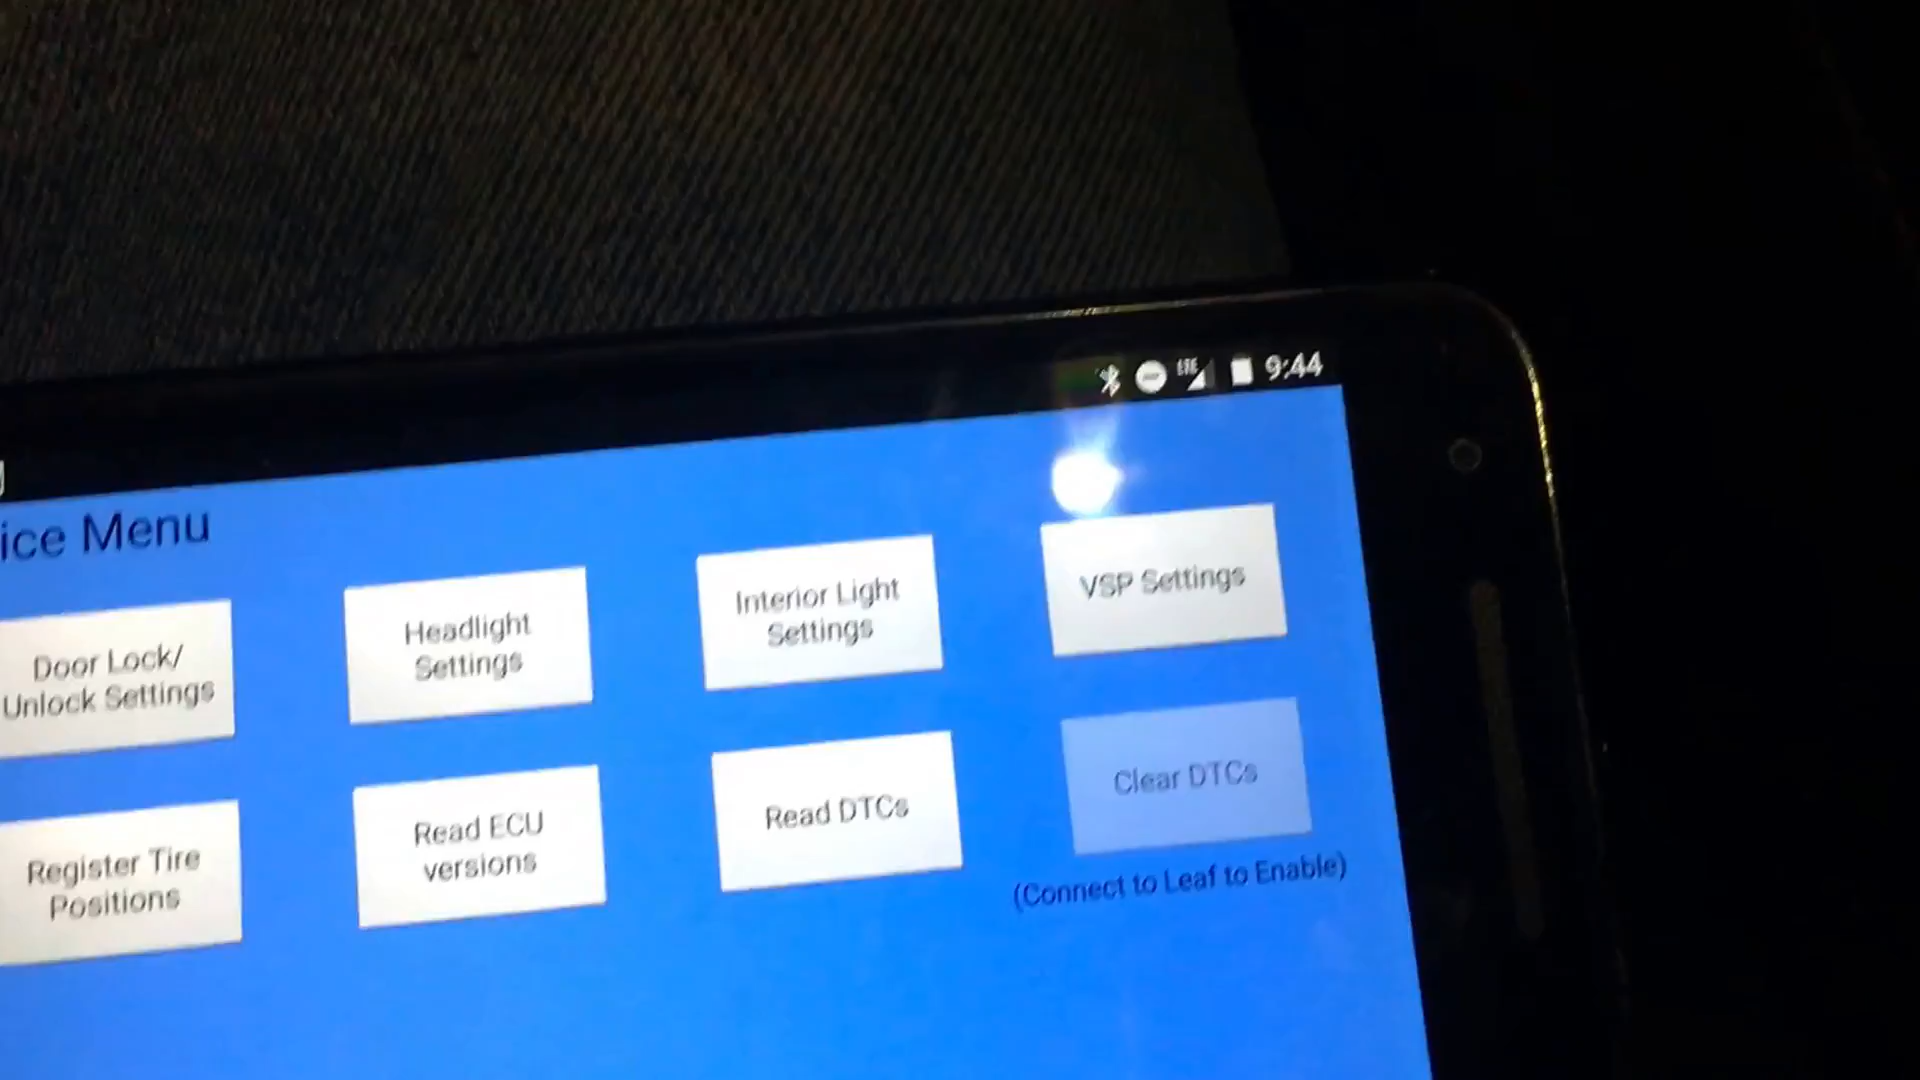 LTE 9:44
ice Menu
Door Lock/
Unlock Settings
Headlight
Settings
Interior Light
Settings
VSP Settings
Register Tire
Positions
Read ECU
versions
Read DTCs
Clear DTCs
(Connect to Leaf to Enable)